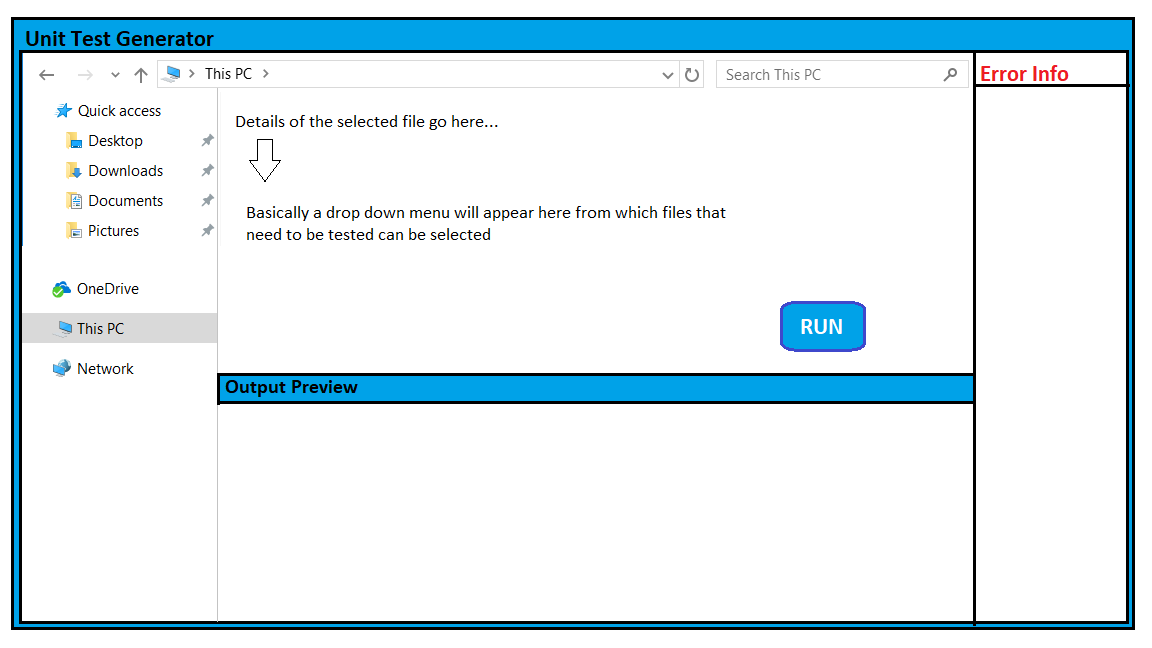 Unit Test Generator
This PC
Search This PC
Error Info
Quick access
Desktop
Downloads
Documents
Pictures
OneDrive
This PC
Network
Details of the selected file go here...
Basically a drop down menu will appear here from which files that
need to be tested can be selected
RUN
Output Preview